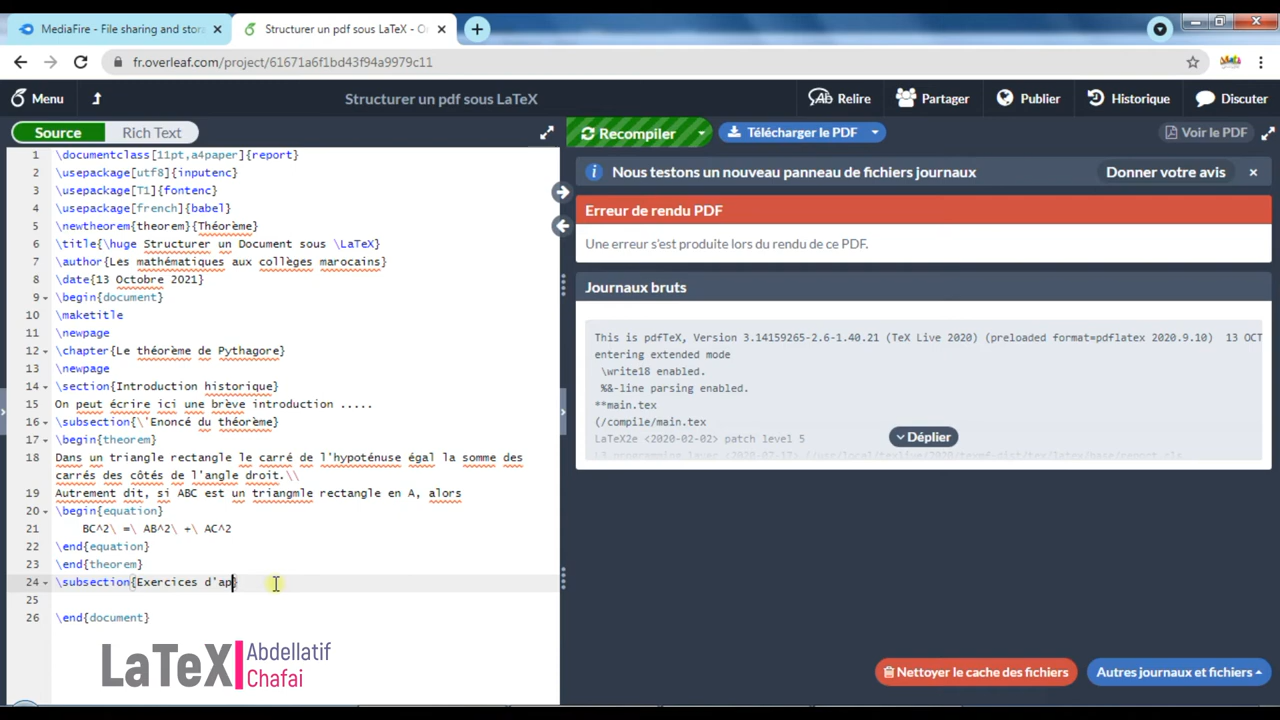 MediaFire - File sharing and stora
Structurer un pdf sous LaTeX - O
fr.overleaf.com/project/61671a6f1bd43f94a9979c11
Menu
Structurer un pdf sous LaTeX
Relire
Partager
Publier
Historique
Discuter
Source
Rich Text
Recompiler
Télécharger le PDF
Voir le PDF
1 \documentclass[11pt,a4paper]{report}
2 \usepackage[utf8]{inputenc}
3 \usepackage[T1]{fontenc}
4 \usepackage[french]{babel}
5 \newtheorem{theorem}{Théorème}
6 \title{\huge Structurer un Document sous \LaTeX}
7 \author{Les mathématiques aux collèges marocains}
8 \date{13 Octobre 2021}
9 \begin{document}
10 \maketitle
11 \newpage
12 \chapter{Le théorème de Pythagore}
13 \newpage
14 \section{Introduction historique}
15 On peut écrire ici une brève introduction .....
16 \subsection{\'Enoncé du théorème}
17 \begin{theorem}
18 Dans un triangle rectangle le carré de l'hypoténuse égal la somme des
carrés des côtés de l'angle droit.\\
19 Autrement dit, si ABC est un triangmle rectangle en A, alors
20 \begin{equation}
21 BC^2\ =\ AB^2\ +\ AC^2
22 \end{equation}
23 \end{theorem}
24 \subsection{Exercices d'ap}
25
26 \end{document}
Nous testons un nouveau panneau de fichiers journaux
Donner votre avis
Erreur de rendu PDF
Une erreur s'est produite lors du rendu de ce PDF.
Journaux bruts
This is pdfTeX, Version 3.14159265-2.6-1.40.21 (TeX Live 2020) (preloaded format=pdflatex 2020.9.10) 13 OCT
entering extended mode
\write18 enabled.
%&-line parsing enabled.
**main.tex
(/compile/main.tex
LaTeX2e <2020-02-02> patch level 5
Déplier
Nettoyer le cache des fichiers
Autres journaux et fichiers
LaTeX
Abdellatif
Chafai